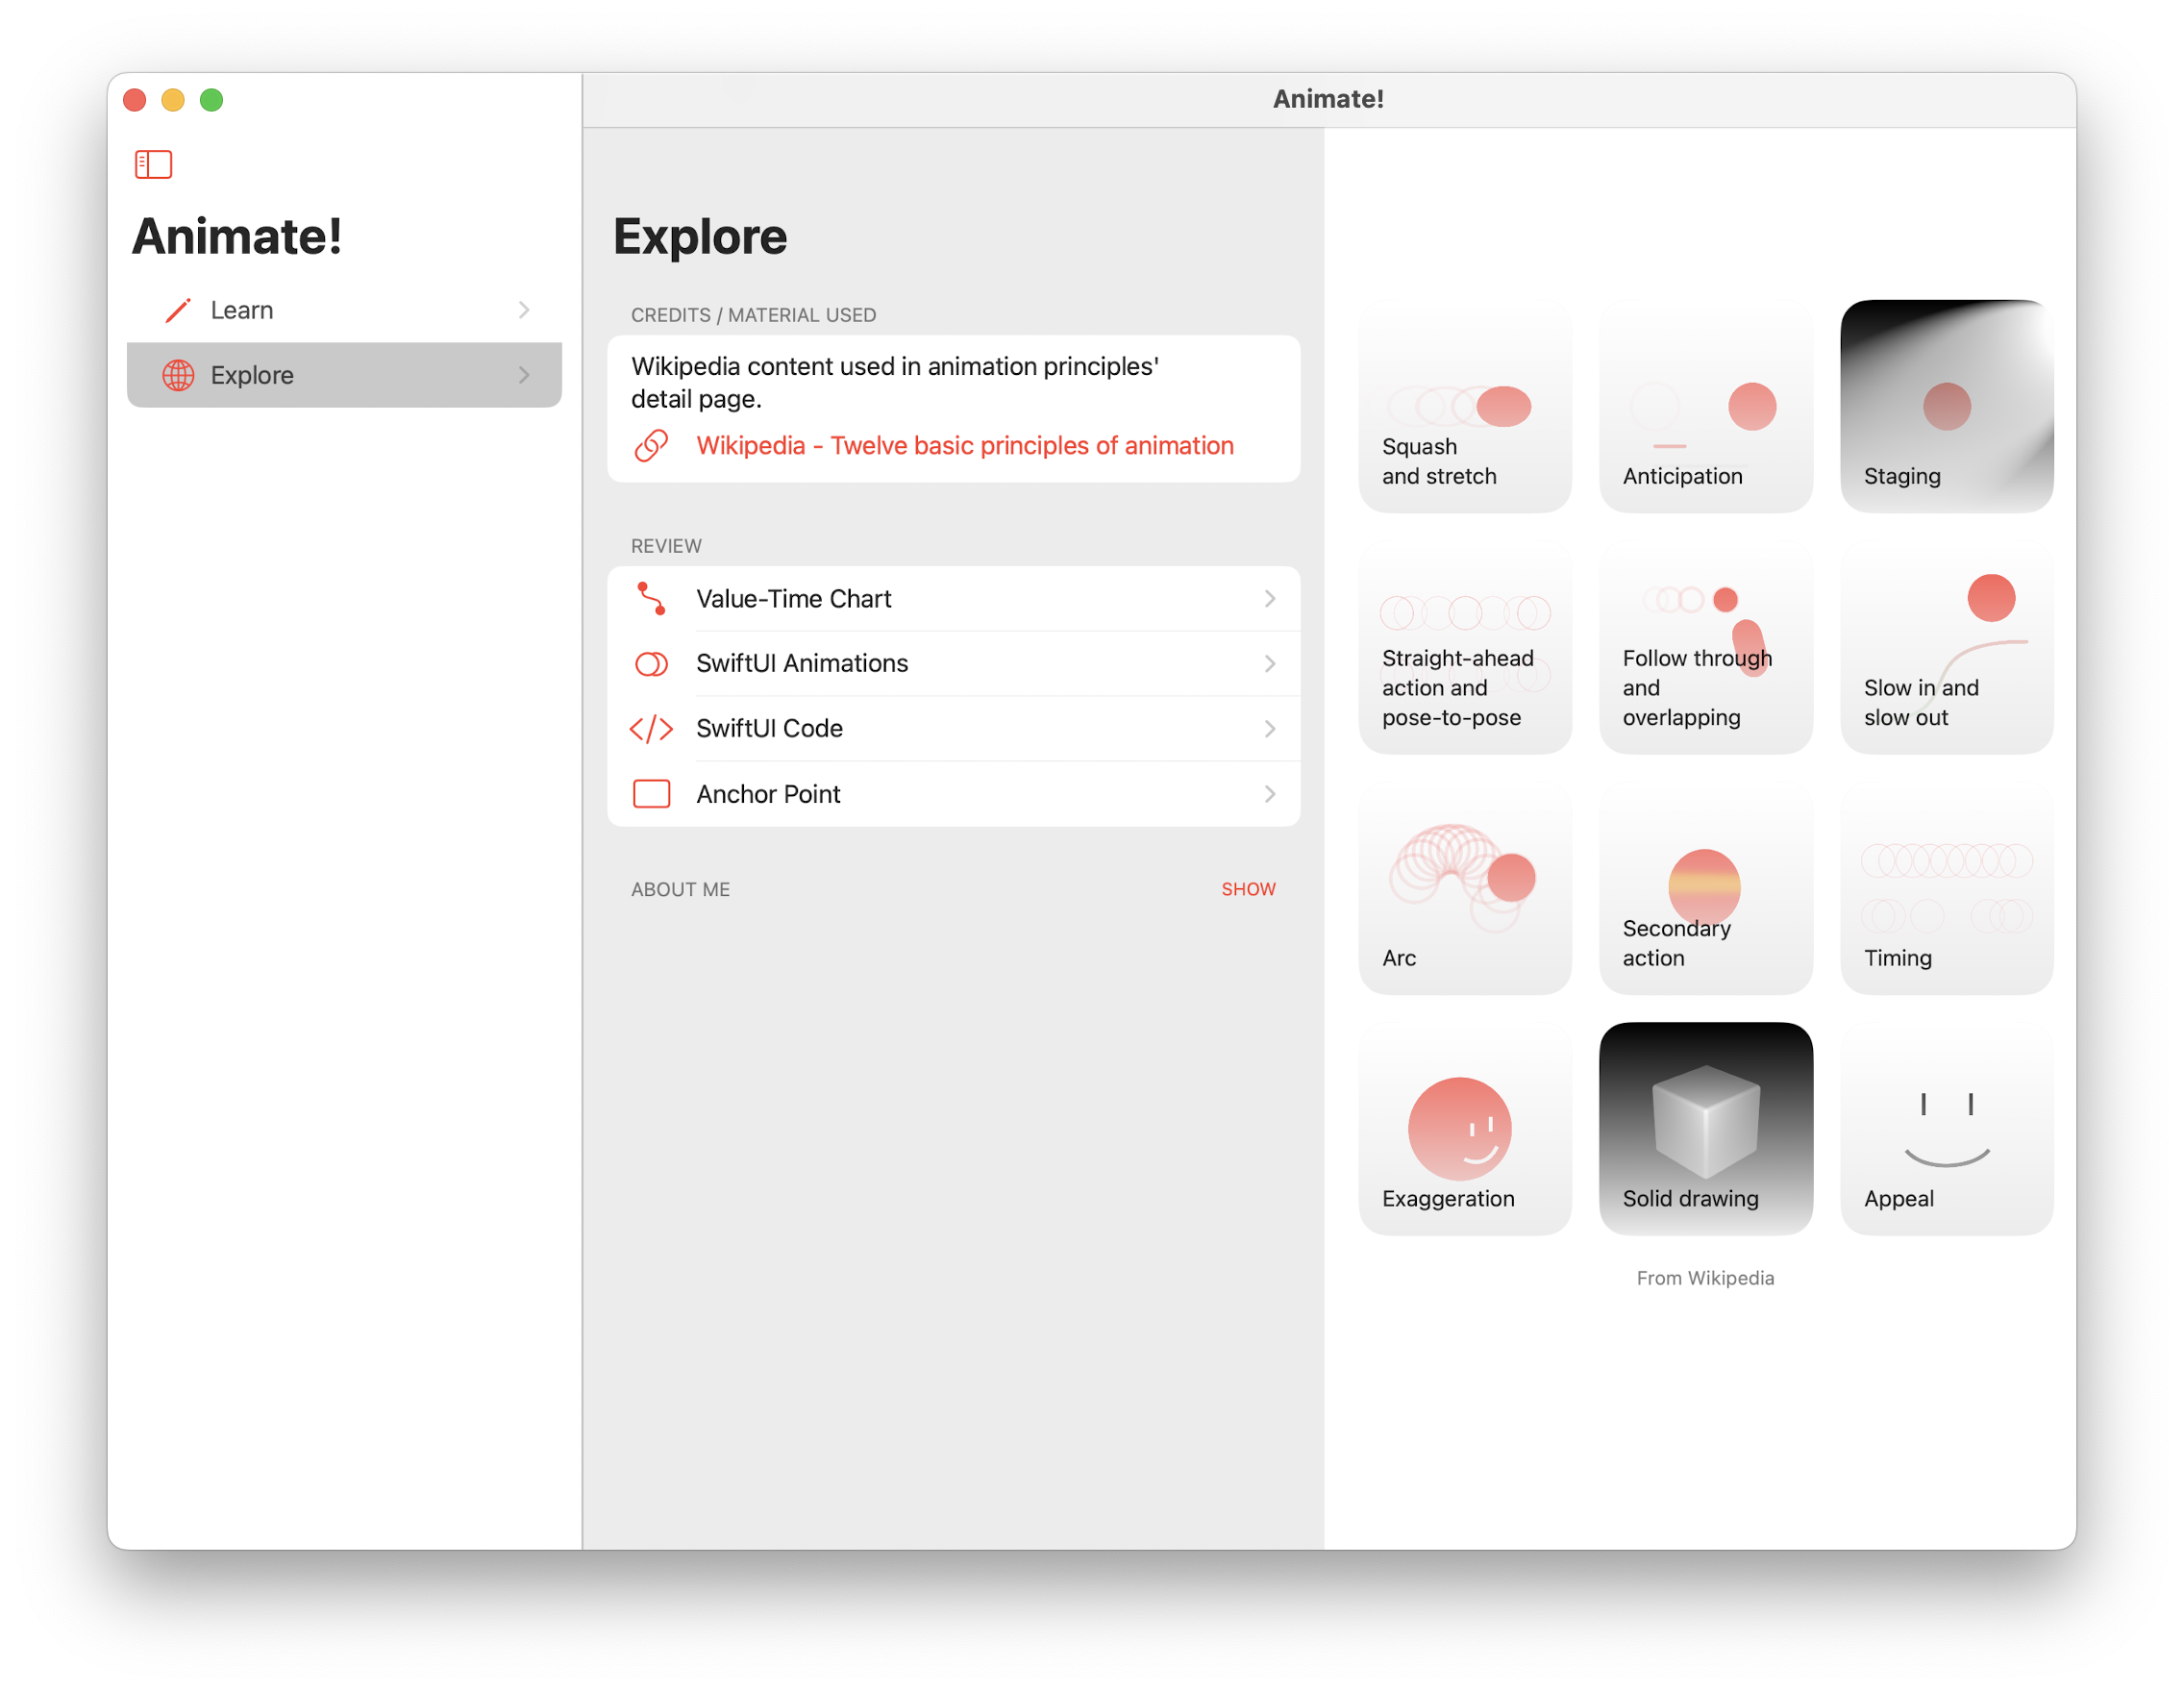 Animate!
Animate!
Learn
Explore
Explore
CREDITS / MATERIAL USED
Wikipedia content used in animation principles'
detail page.
Wikipedia - Twelve basic principles of animation
REVIEW
Value-Time Chart
SwiftUI Animations
SwiftUI Code
Anchor Point
ABOUT ME
SHOW
Squash
and stretch
Anticipation
Staging
Straight-ahead
action and
pose-to-pose
Follow through
and
overlapping
Slow in and
slow out
Arc
Secondary
action
Timing
Exaggeration
Solid drawing
Appeal
From Wikipedia